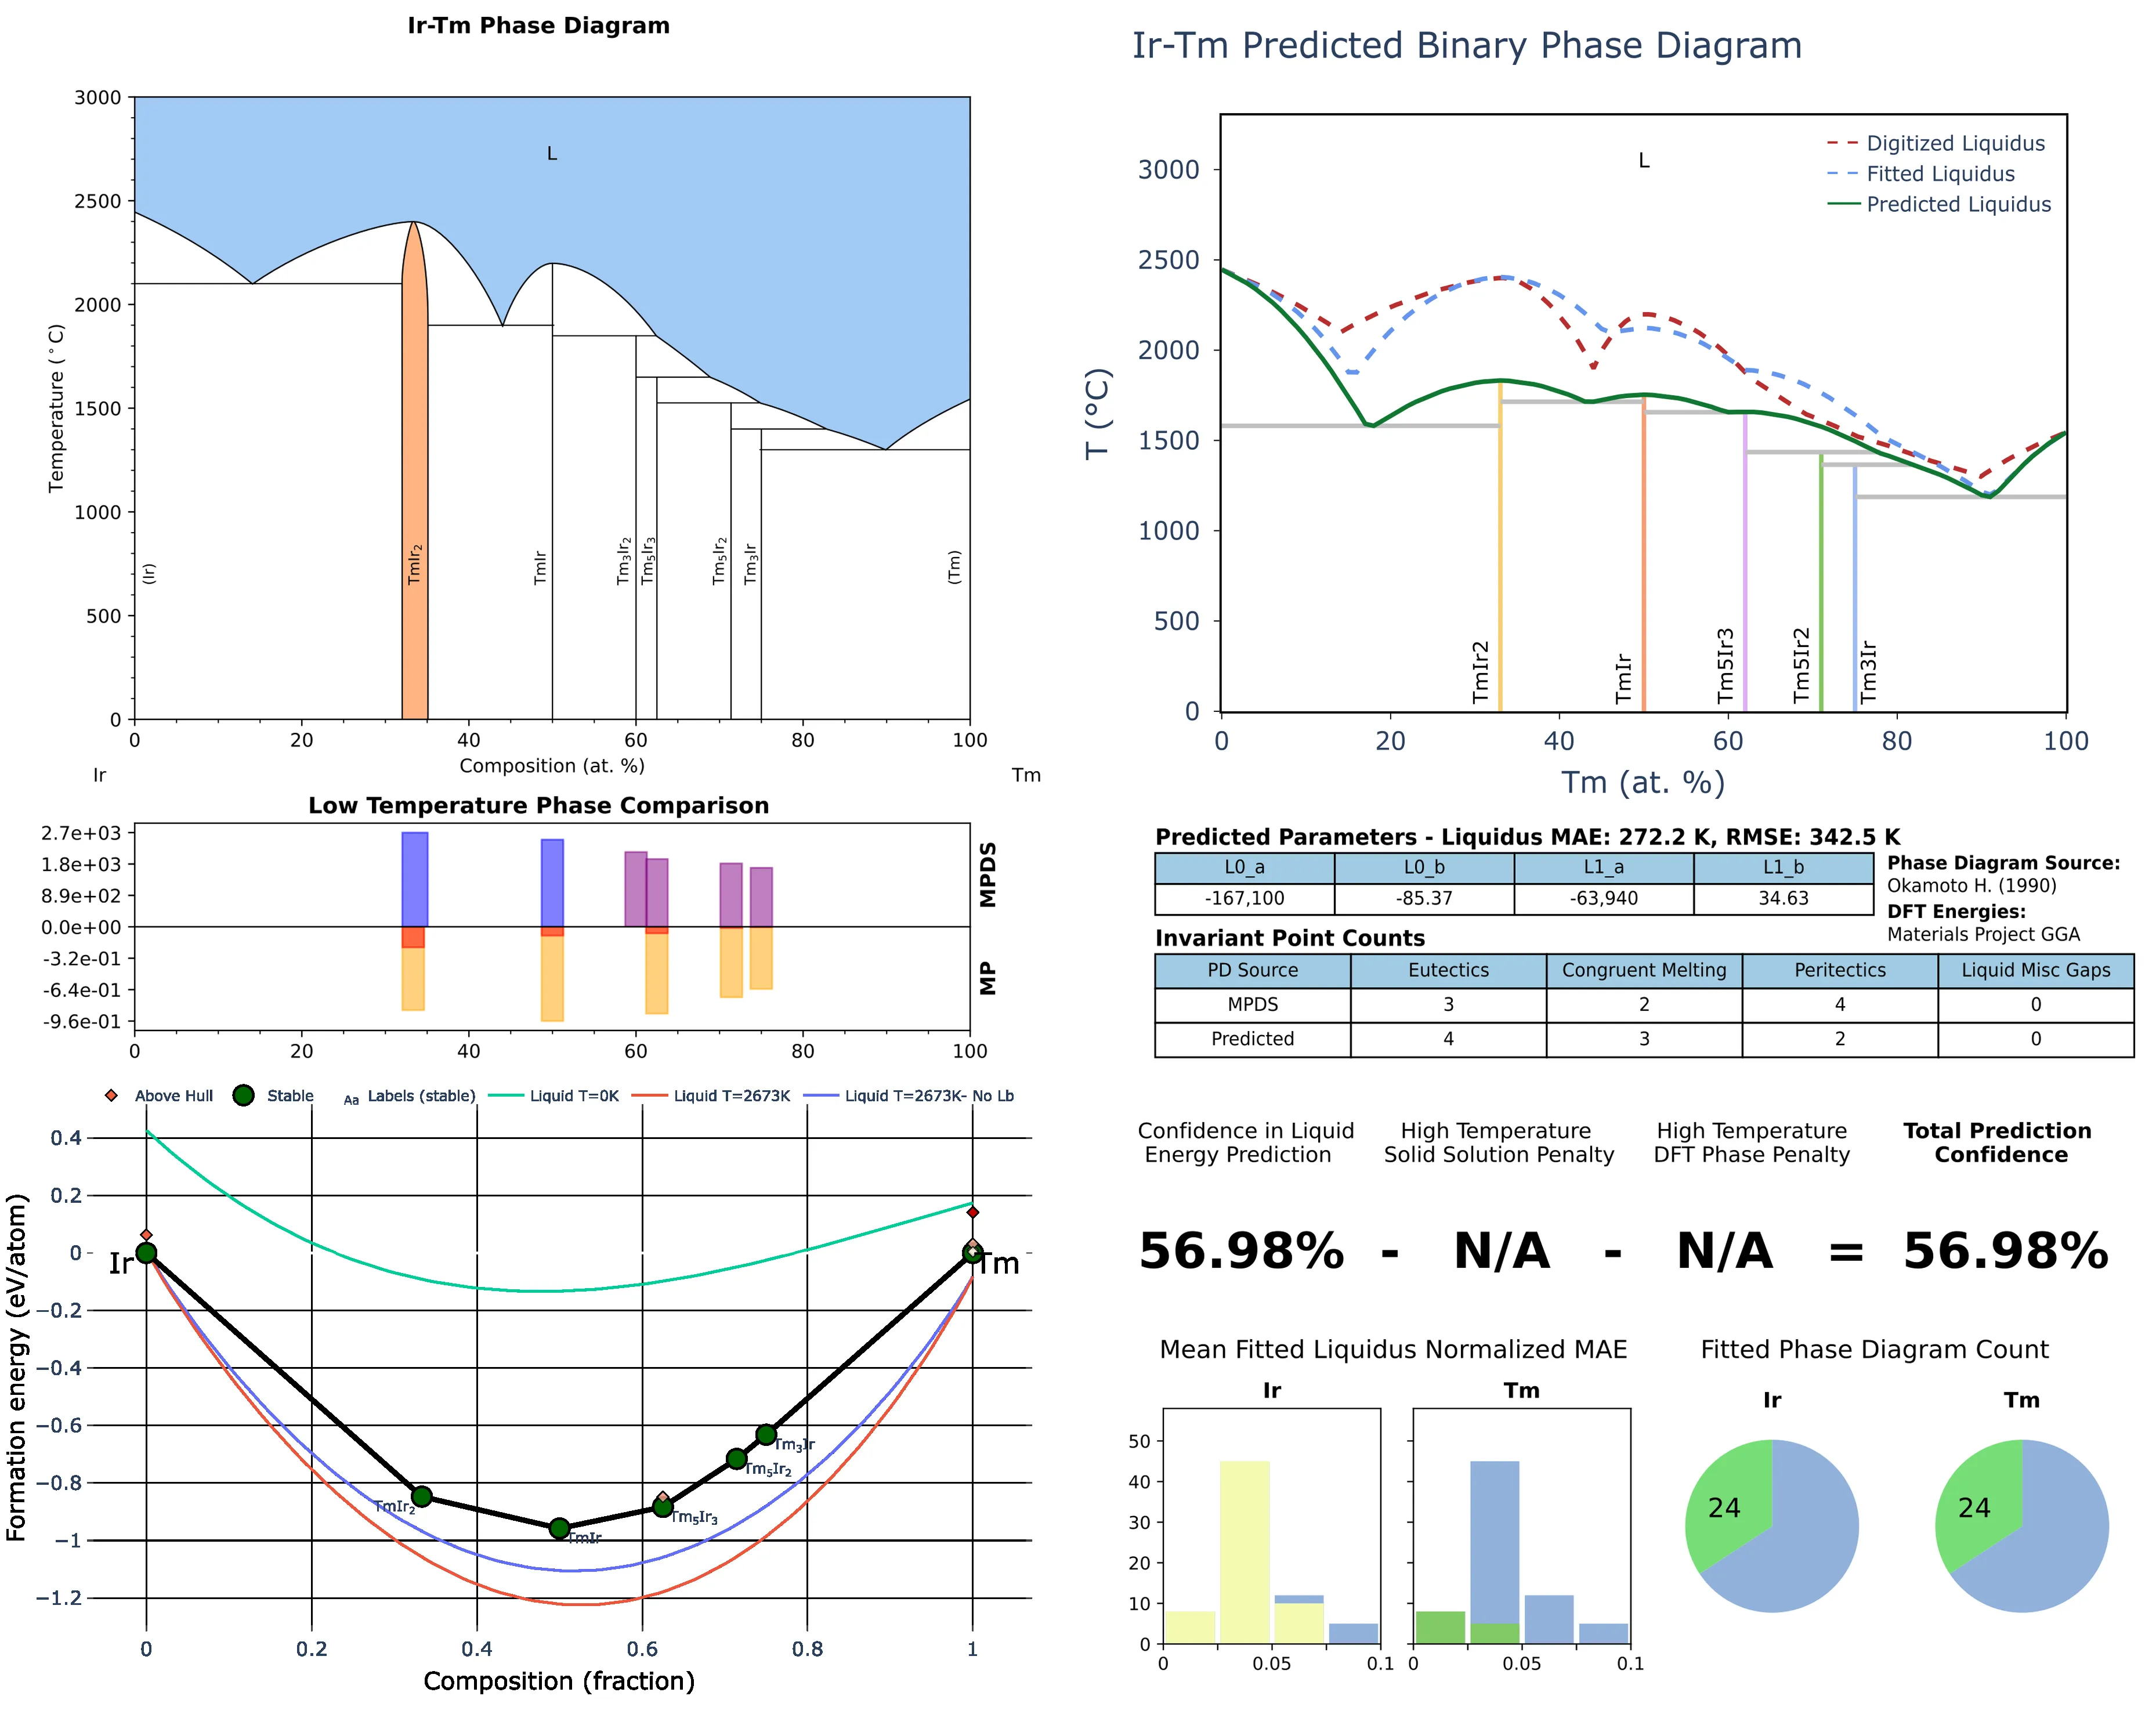 Ir-Tm Phase Diagram
3000
2500
2000
1500
1000
500
0
Temperature (°C)
L
(Ir)
TmIr2
TmIr
Tm3Ir2
Tm5Ir3
Tm5Ir2
Tm3Ir
(Tm)
0 20 40 60 80 100
Composition (at. %)
Ir Tm
Low Temperature Phase Comparison
2.7e+03
1.8e+03
8.9e+02
0.0e+00
-3.2e-01
-6.4e-01
-9.6e-01
MPDS
MP
0 20 40 60 80 100
Above Hull Stable Aa Labels (stable) Liquid T=0K Liquid T=2673K Liquid T=2673K- No Lb
0.4
0.2
0
−0.2
−0.4
−0.6
−0.8
−1
−1.2
Formation energy (eV/atom)
Ir
Tm
TmIr2
TmIr
Tm5Ir3
Tm5Ir2
Tm3Ir
0 0.2 0.4 0.6 0.8 1
Composition (fraction)
Ir-Tm Predicted Binary Phase Diagram
L
Digitized Liquidus
Fitted Liquidus
Predicted Liquidus
3000
2500
2000
1500
1000
500
0
T (°C)
TmIr2
TmIr
Tm5Ir3
Tm5Ir2
Tm3Ir
0 20 40 60 80 100
Tm (at. %)
Predicted Parameters - Liquidus MAE: 272.2 K, RMSE: 342.5 K
L0_a L0_b L1_a L1_b
-167,100 -85.37 -63,940 34.63
Phase Diagram Source:
Okamoto H. (1990)
DFT Energies:
Materials Project GGA
Invariant Point Counts
PD Source Eutectics Congruent Melting Peritectics Liquid Misc Gaps
MPDS 3 2 4 0
Predicted 4 3 2 0
Confidence in Liquid
Energy Prediction
High Temperature
Solid Solution Penalty
High Temperature
DFT Phase Penalty
Total Prediction
Confidence
56.98% - N/A - N/A = 56.98%
Mean Fitted Liquidus Normalized MAE
Ir
Tm
50
40
30
20
10
0
0 0.05 0.1
0 0.05 0.1
Fitted Phase Diagram Count
Ir
Tm
24
24